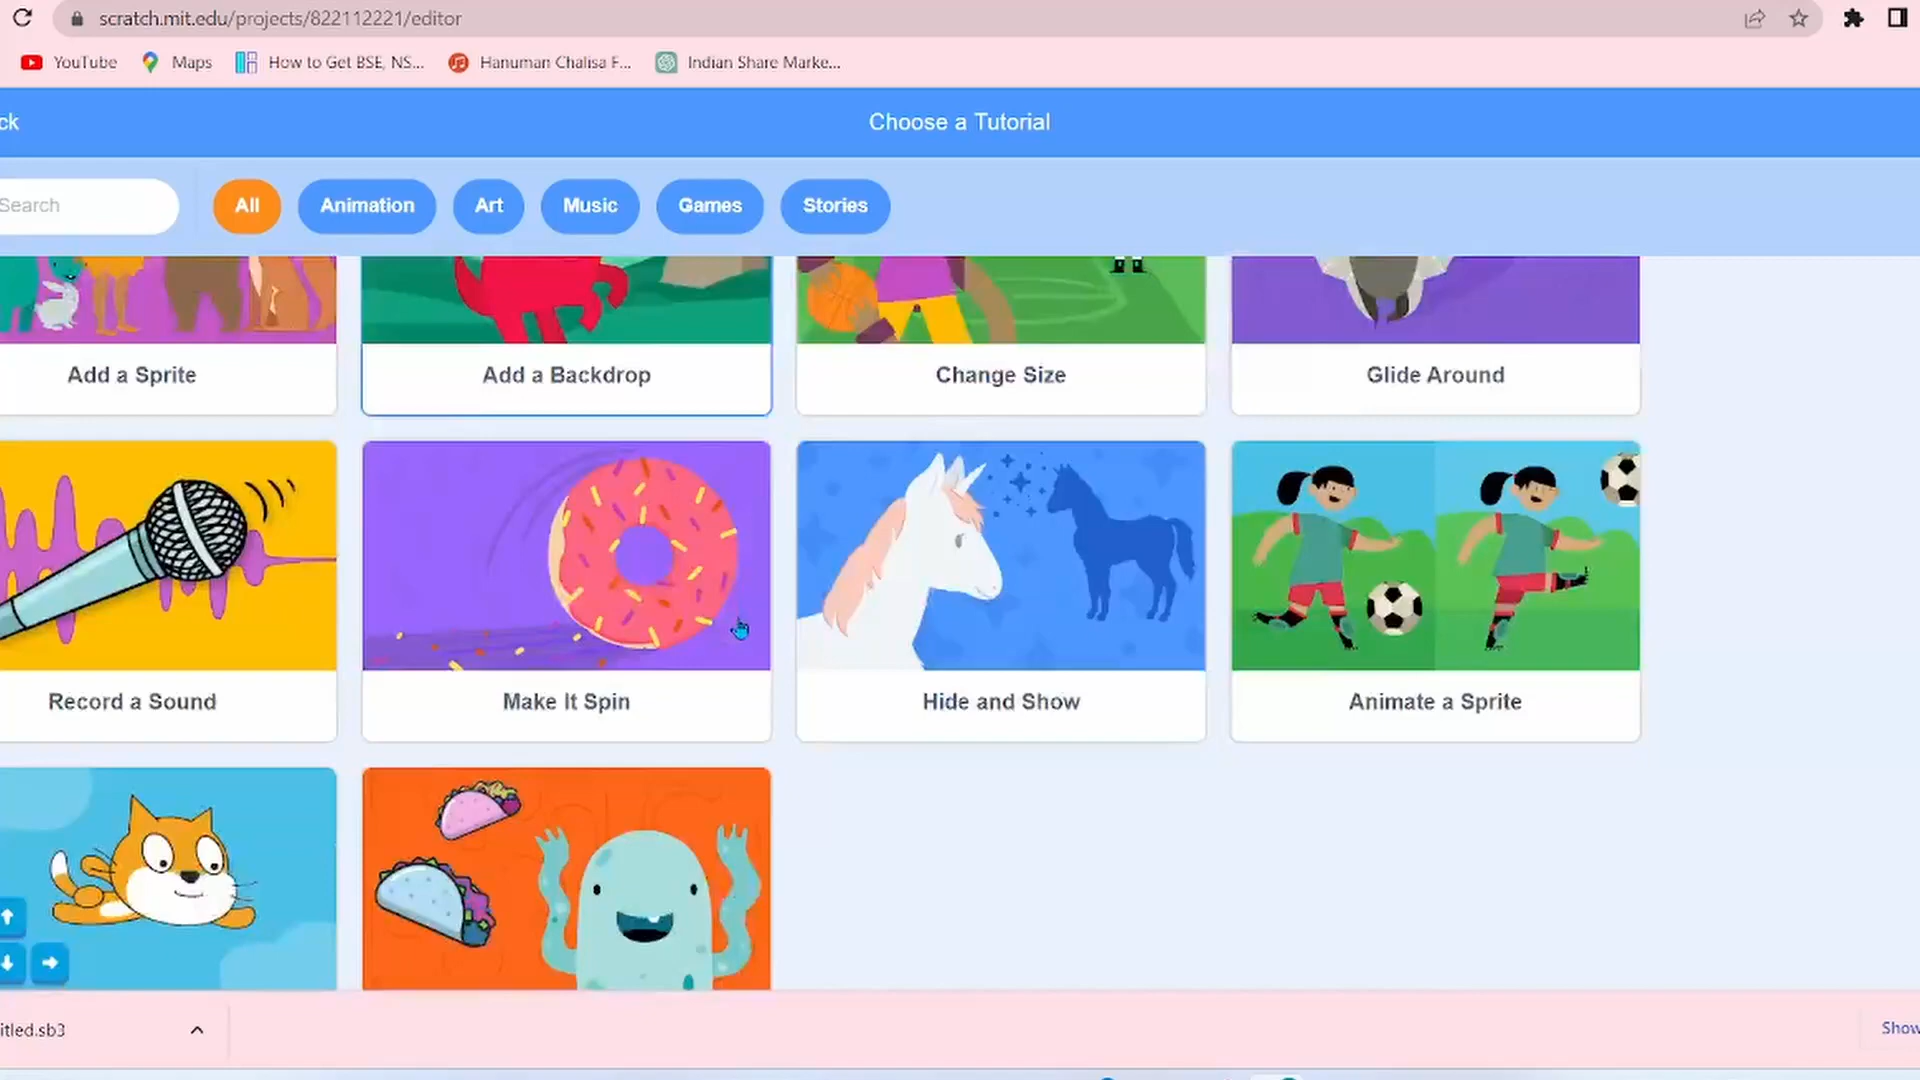 scratch.mit.edu/projects/822112221/editor
YouTube Maps How to Get BSE, NS... Hanuman Chalisa F... Indian Share Marke...
ck Choose a Tutorial
Search All Animation Art Music Games Stories
Add a Sprite Add a Backdrop Change Size Glide Around
Record a Sound Make It Spin Hide and Show Animate a Sprite
itled.sb3 Show